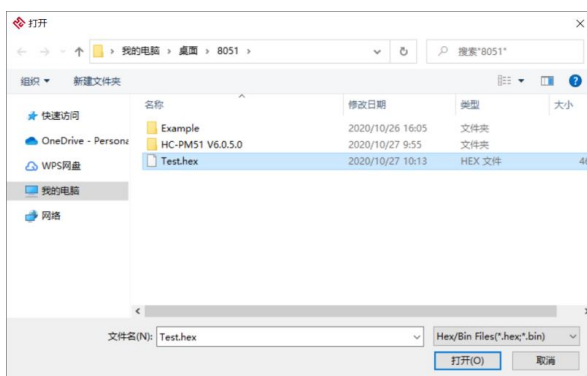 打开
我的电脑 › 桌面 › 8051 ›
搜索"8051"
组织 新建文件夹
名称 修改日期 类型 大小
快速访问
OneDrive - Persona
WPS网盘
我的电脑
网络
Example 2020/10/26 16:05 文件夹
HC-PM51 V6.0.5.0 2020/10/27 9:55 文件夹
Test.hex 2020/10/27 10:13 HEX 文件 46
文件名(N): Test.hex Hex/Bin Files(*.hex;*.bin)
打开(O) 取消